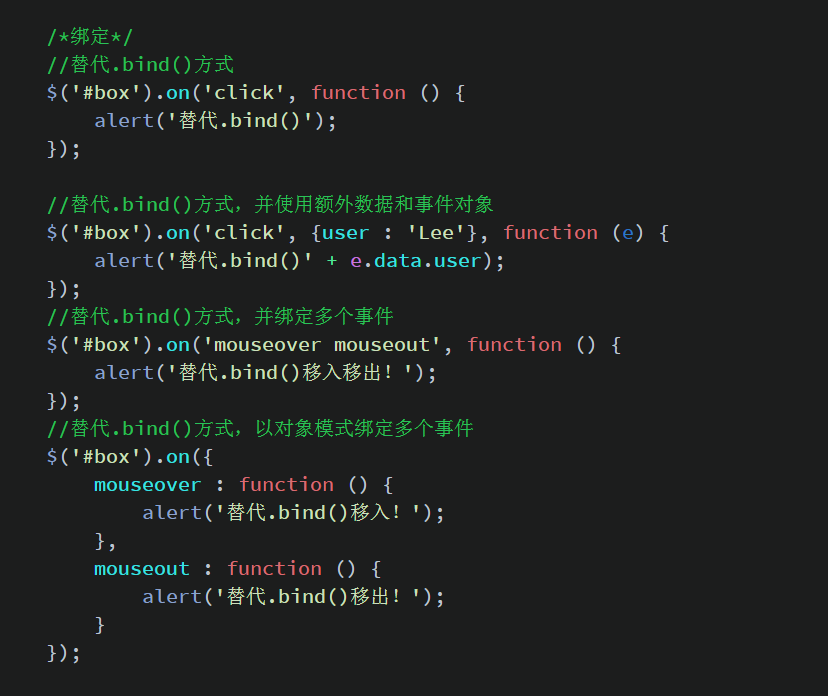 /*绑定*/
//替代.bind()方式
$('#box').on('click', function () {
    alert('替代.bind()');
});

//替代.bind()方式，并使用额外数据和事件对象
$('#box').on('click', {user : 'Lee'}, function (e) {
    alert('替代.bind()' + e.data.user);
});
//替代.bind()方式，并绑定多个事件
$('#box').on('mouseover mouseout', function () {
    alert('替代.bind()移入移出！');
});
//替代.bind()方式，以对象模式绑定多个事件
$('#box').on({
    mouseover : function () {
        alert('替代.bind()移入！');
    },
    mouseout : function () {
        alert('替代.bind()移出！');
    }
});